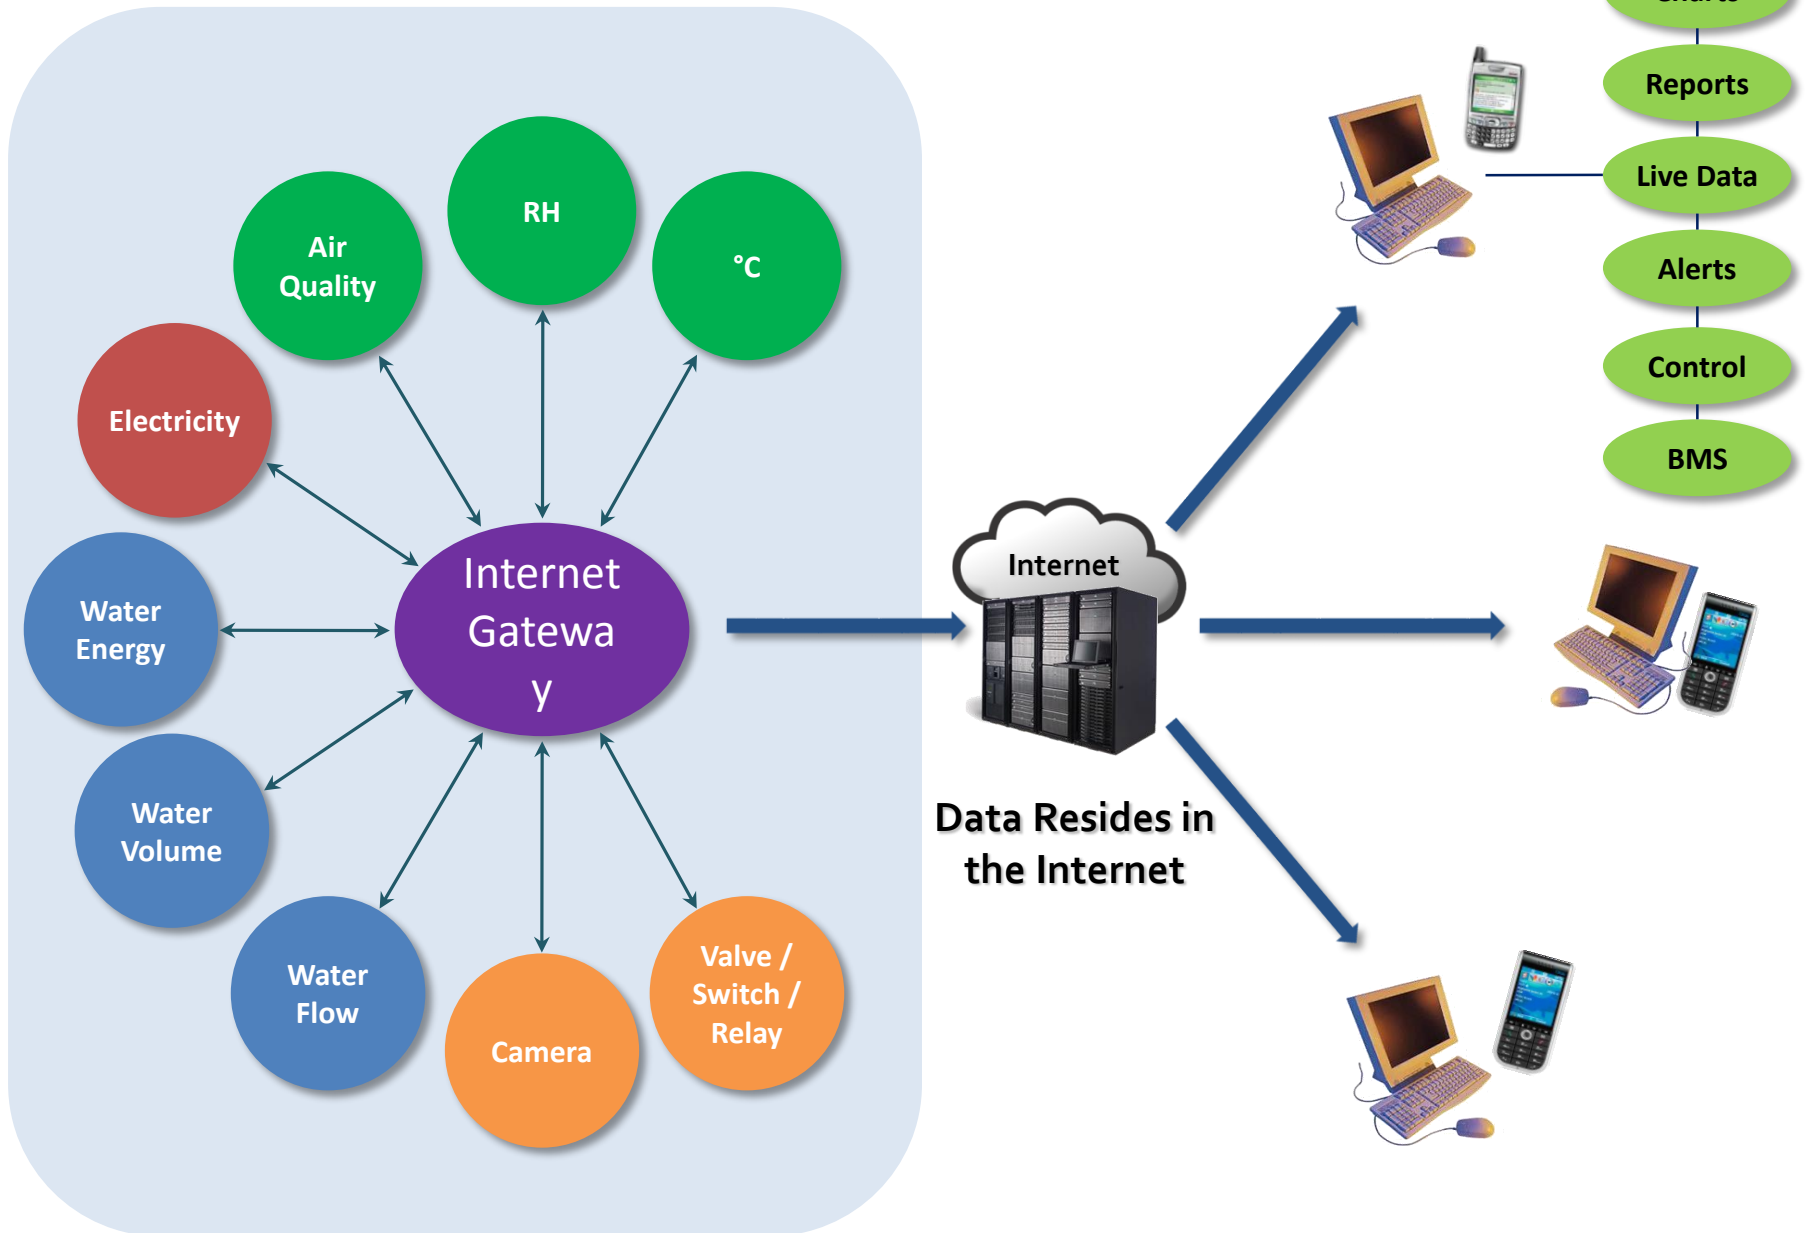 Charts
Reports
Live Data
Alerts
Control
BMS
RH
Air
Quality
°C
Electricity
Water
Energy
Water
Volume
Water
Flow
Camera
Valve /
Switch /
Relay
Internet
Gatewa
y
Internet
Data Resides in
the Internet